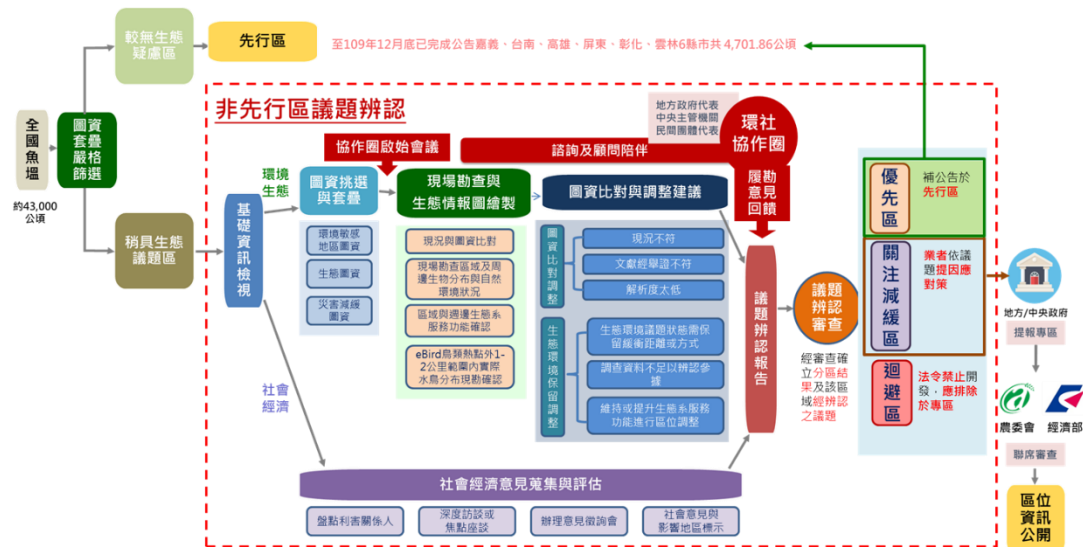 較無生態
疑慮區
先行區
至109年12月底已完成公告嘉義、台南、高雄、屏東、彰化、雲林6縣市共 4,701.86公頃
全國魚塭
約43,000
公頃
圖資套疊
嚴格篩選
稍具生態
議題區
非先行區議題辨認
地方政府代表
中央主管機關
民間團體代表
環社
協作圈
協作圈啟始會議
諮詢及顧問陪伴
履勘
意見
回饋
基礎資訊檢視
環境
生態
圖資挑選
與套疊
環境敏感
地區圖資
生態圖資
災害減緩
圖資
現場勘查與
生態情報圖繪製
現況與圖資比對
現場勘查區域及周
邊生物分布與自然
環境狀況
區域與週邊生態系
服務功能確認
eBird鳥類熱點外1-
2公里範圍內實際
水鳥分布現勘確認
圖資比對與調整建議
圖資比對調整
現況不符
文獻經舉證不符
解析度太低
生態環境保留調整
生態環境議題狀態需保
留緩衝距離或方式
調查資料不足以辨認參
據
維持或提升生態系服務
功能進行區位調整
社會
經濟
社會經濟意見蒐集與評估
盤點利害關係人
深度訪談或
焦點座談
辦理意見徵詢會
社會意見與
影響地區標示
議題辨認報告
議題
辨認
審查
經審查確
立分區結
果及該區
域經辨認
之議題
優先區
補公告於
先行區
關注減緩區
業者依議
題提因應
對策
迴避區
法令禁止開
發，應排除
於專區
地方/中央政府
提報專區
農委會
經濟部
聯席審查
區位
資訊
公開